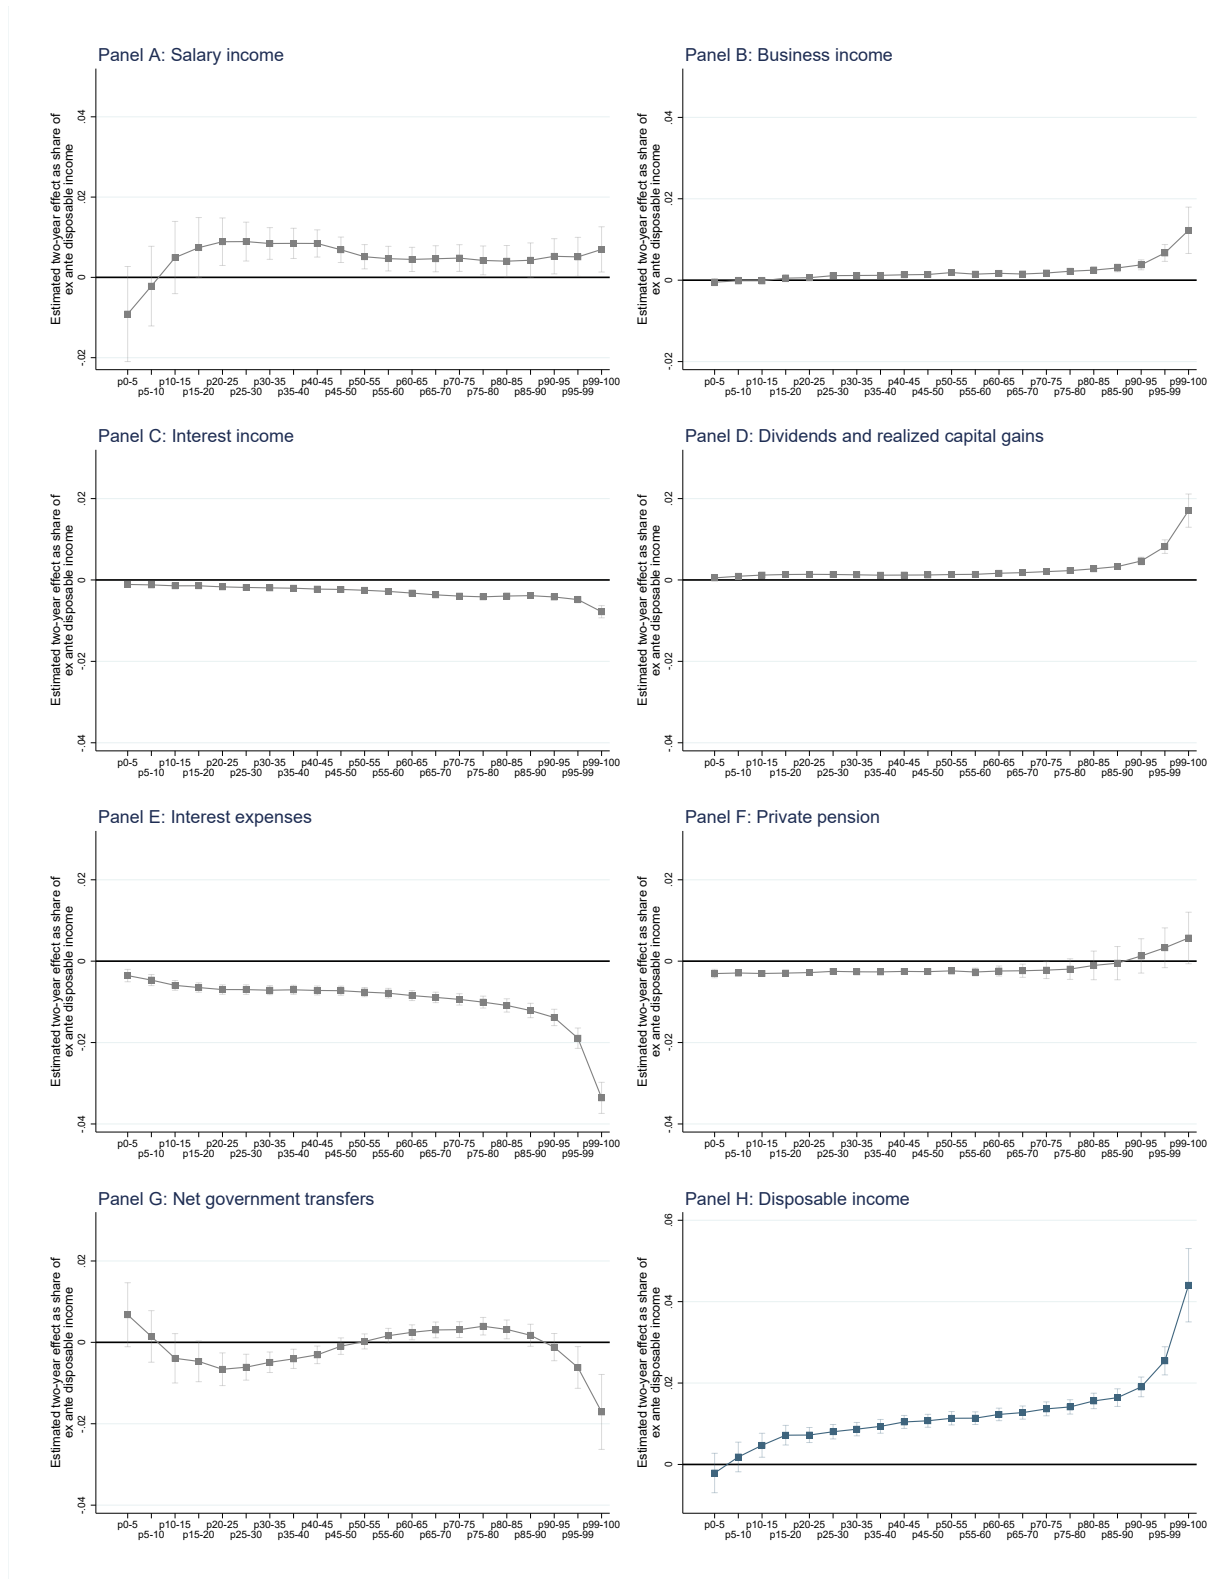 Panel A: Salary income
Estimated two-year effect as share of
ex ante disposable income
.04
.02
0
-.02
p0-5 p10-15 p20-25 p30-35 p40-45 p50-55 p60-65 p70-75 p80-85 p90-95 p99-100
p5-10 p15-20 p25-30 p35-40 p45-50 p55-60 p65-70 p75-80 p85-90 p95-99
Panel B: Business income
Estimated two-year effect as share of
ex ante disposable income
.04
.02
0
-.02
p0-5 p10-15 p20-25 p30-35 p40-45 p50-55 p60-65 p70-75 p80-85 p90-95 p99-100
p5-10 p15-20 p25-30 p35-40 p45-50 p55-60 p65-70 p75-80 p85-90 p95-99
Panel C: Interest income
Estimated two-year effect as share of
ex ante disposable income
.02
0
-.02
-.04
p0-5 p10-15 p20-25 p30-35 p40-45 p50-55 p60-65 p70-75 p80-85 p90-95 p99-100
p5-10 p15-20 p25-30 p35-40 p45-50 p55-60 p65-70 p75-80 p85-90 p95-99
Panel D: Dividends and realized capital gains
Estimated two-year effect as share of
ex ante disposable income
.02
0
-.02
-.04
p0-5 p10-15 p20-25 p30-35 p40-45 p50-55 p60-65 p70-75 p80-85 p90-95 p99-100
p5-10 p15-20 p25-30 p35-40 p45-50 p55-60 p65-70 p75-80 p85-90 p95-99
Panel E: Interest expenses
Estimated two-year effect as share of
ex ante disposable income
.02
0
-.02
-.04
p0-5 p10-15 p20-25 p30-35 p40-45 p50-55 p60-65 p70-75 p80-85 p90-95 p99-100
p5-10 p15-20 p25-30 p35-40 p45-50 p55-60 p65-70 p75-80 p85-90 p95-99
Panel F: Private pension
Estimated two-year effect as share of
ex ante disposable income
.02
0
-.02
-.04
p0-5 p10-15 p20-25 p30-35 p40-45 p50-55 p60-65 p70-75 p80-85 p90-95 p99-100
p5-10 p15-20 p25-30 p35-40 p45-50 p55-60 p65-70 p75-80 p85-90 p95-99
Panel G: Net government transfers
Estimated two-year effect as share of
ex ante disposable income
.02
0
-.02
-.04
p0-5 p10-15 p20-25 p30-35 p40-45 p50-55 p60-65 p70-75 p80-85 p90-95 p99-100
p5-10 p15-20 p25-30 p35-40 p45-50 p55-60 p65-70 p75-80 p85-90 p95-99
Panel H: Disposable income
Estimated two-year effect as share of
ex ante disposable income
.06
.04
.02
0
p0-5 p10-15 p20-25 p30-35 p40-45 p50-55 p60-65 p70-75 p80-85 p90-95 p99-100
p5-10 p15-20 p25-30 p35-40 p45-50 p55-60 p65-70 p75-80 p85-90 p95-99